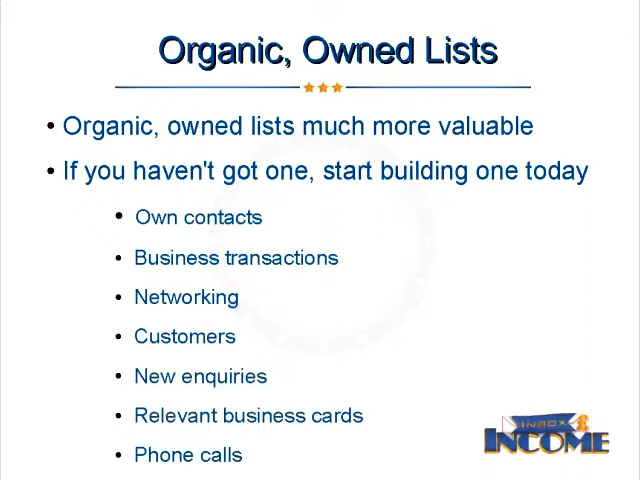 Organic, Owned Lists
• Organic, owned lists much more valuable
• If you haven't got one, start building one today
• Own contacts
• Business transactions
• Networking
• Customers
• New enquiries
• Relevant business cards
• Phone calls
INBOX £
INCOME